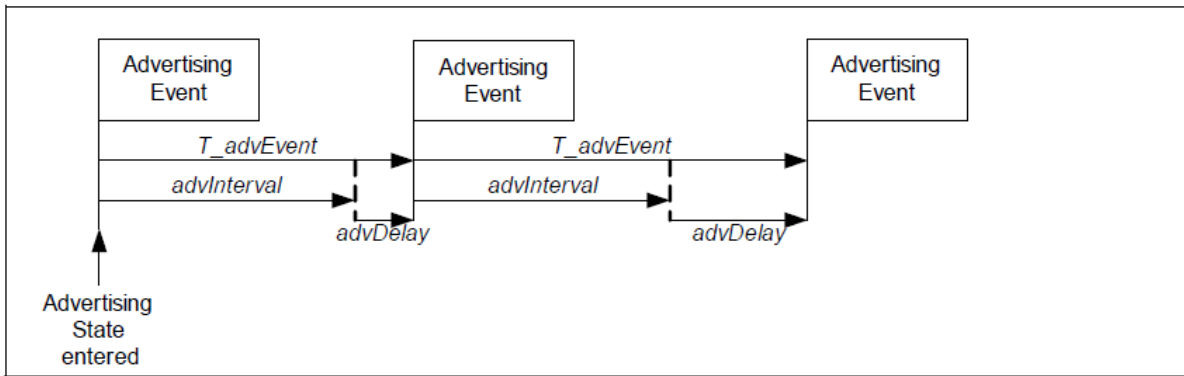 Advertising
Event
Advertising
Event
Advertising
Event
T_advEvent
T_advEvent
advInterval
advInterval
advDelay
advDelay
Advertising
State
entered